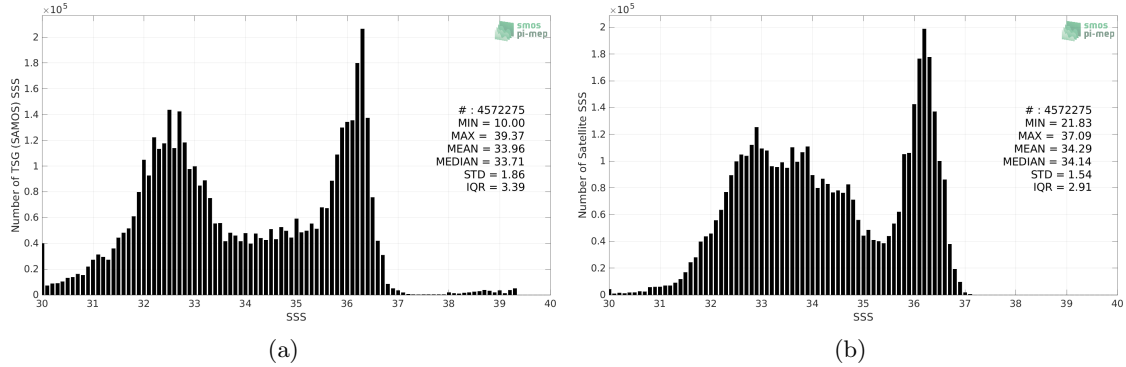 ×10⁵
2
1.8
1.6
1.4
1.2
1
0.8
0.6
0.4
0.2
0
Number of TSG (SAMOS) SSS
smos
pi-mep
# : 4572275
MIN = 10.00
MAX = 39.37
MEAN = 33.96
MEDIAN = 33.71
STD = 1.86
IQR = 3.39
30 31 32 33 34 35 36 37 38 39 40
SSS
(a)
×10⁵
2
1.8
1.6
1.4
1.2
1
0.8
0.6
0.4
0.2
0
Number of Satellite SSS
smos
pi-mep
# : 4572275
MIN = 21.83
MAX = 37.09
MEAN = 34.29
MEDIAN = 34.14
STD = 1.54
IQR = 2.91
30 31 32 33 34 35 36 37 38 39 40
SSS
(b)